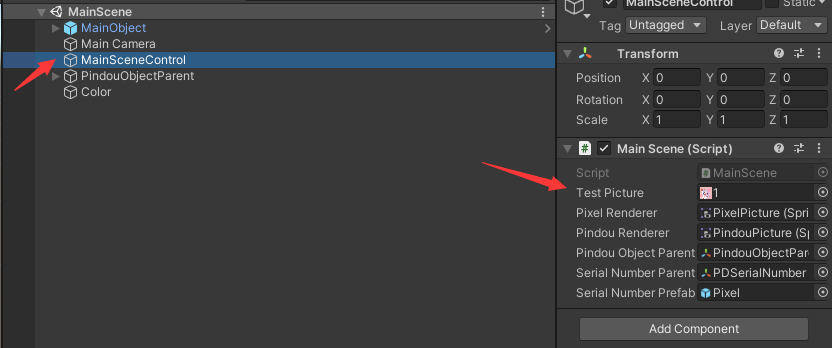 MainScene
MainObject
Main Camera
MainSceneControl
PindouObjectParent
Color
MainSceneControl
Static
Tag Untagged Layer Default
Transform
Position X 0 Y 0 Z 0
Rotation X 0 Y 0 Z 0
Scale X 1 Y 1 Z 1
# Main Scene (Script)
Script # MainScene
Test Picture 1
Pixel Renderer PixelPicture (Spri
Pindou Renderer PindouPicture (Sp
Pindou Object Parent PindouObjectPar
Serial Number Parent PDSerialNumber
Serial Number Prefab Pixel
Add Component